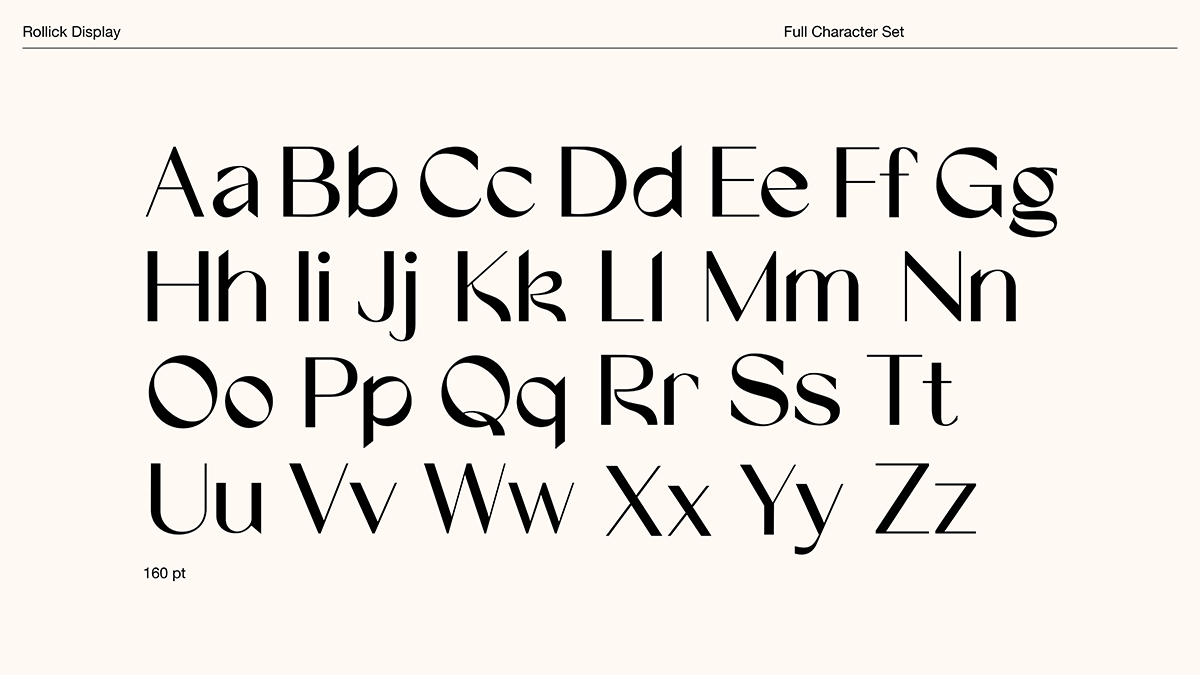 Rollick Display
Full Character Set
Aa Bb Cc Dd Ee Ff Gg
Hh Ii Jj Kk Ll Mm Nn
Oo Pp Qq Rr Ss Tt
Uu Vv Ww Xx Yy Zz
160 pt